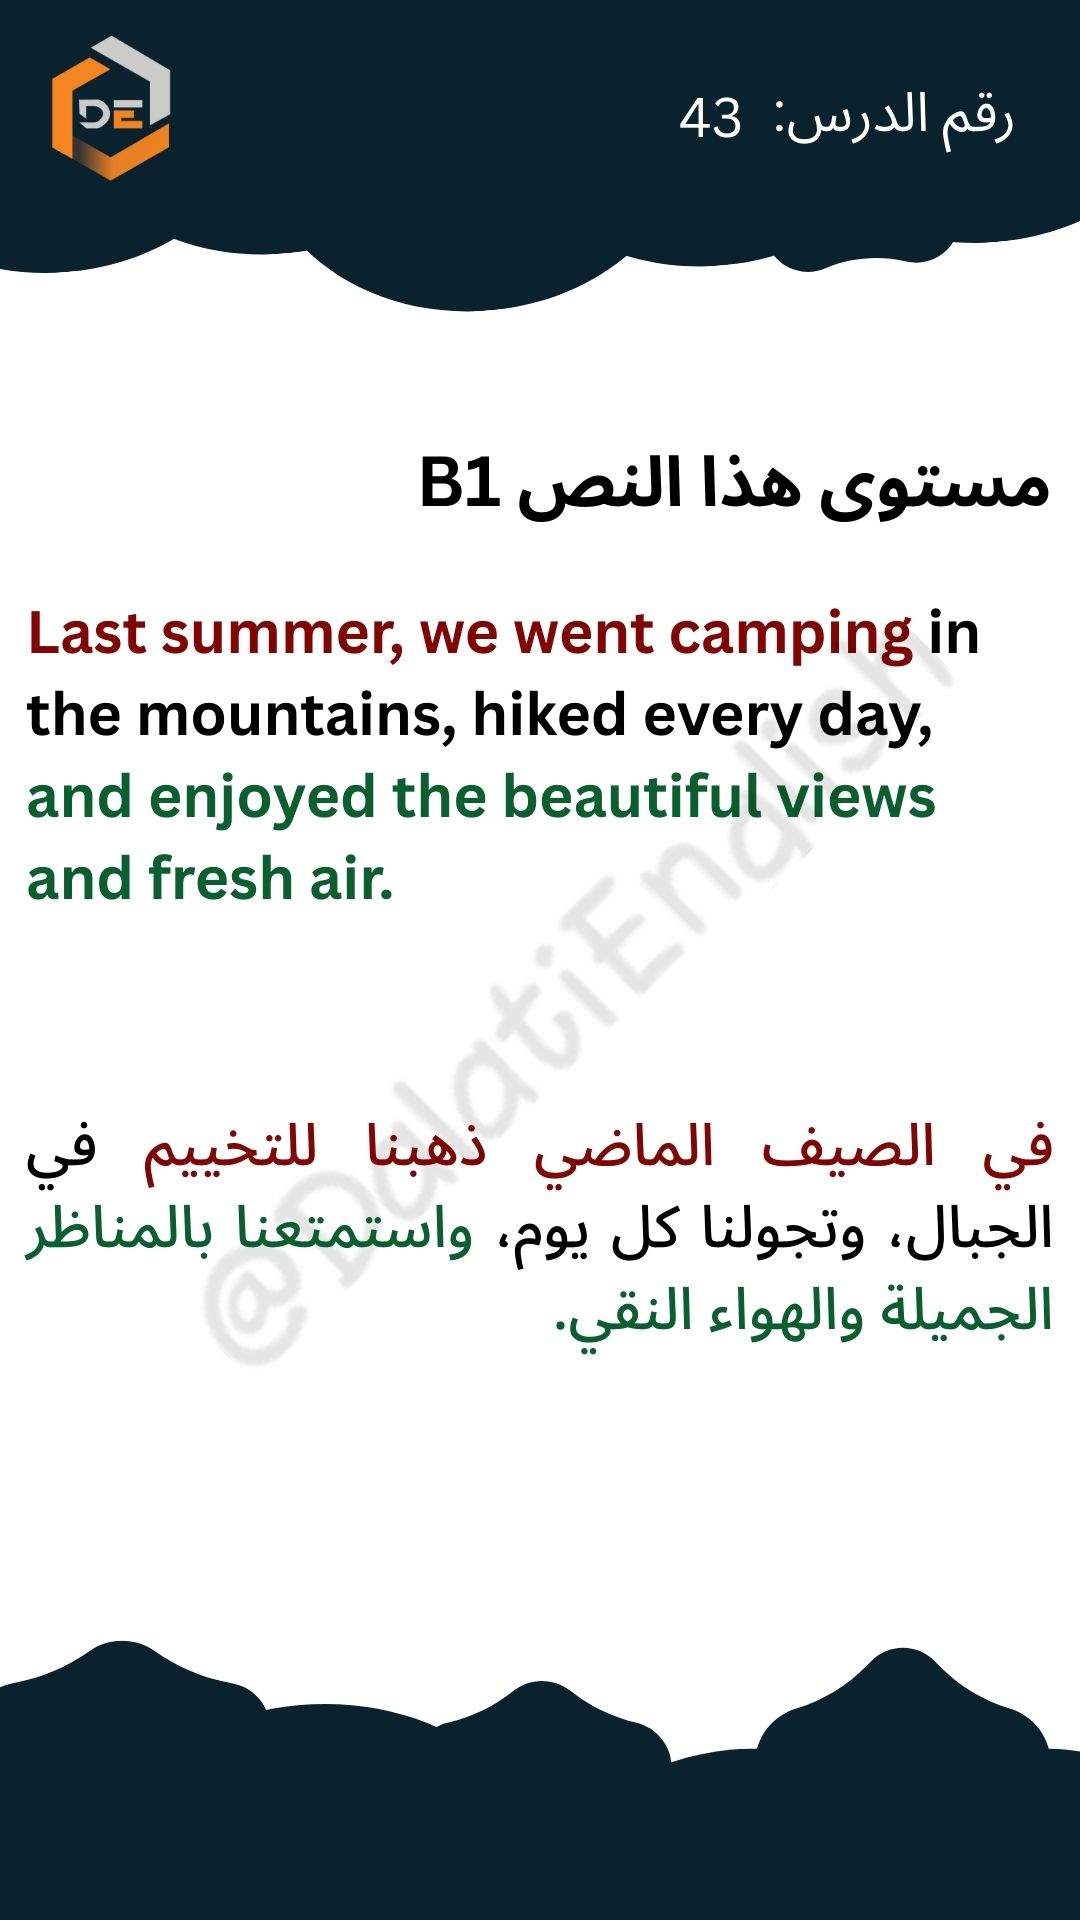 DE
رقم الدرس: 43
مستوى هذا النص B1
Last summer, we went camping in
the mountains, hiked every day,
and enjoyed the beautiful views
and fresh air.
@DalatiEnglish
في الصيف الماضي ذهبنا للتخييم في
الجبال، وتجولنا كل يوم، واستمتعنا بالمناظر
الجميلة والهواء النقي.